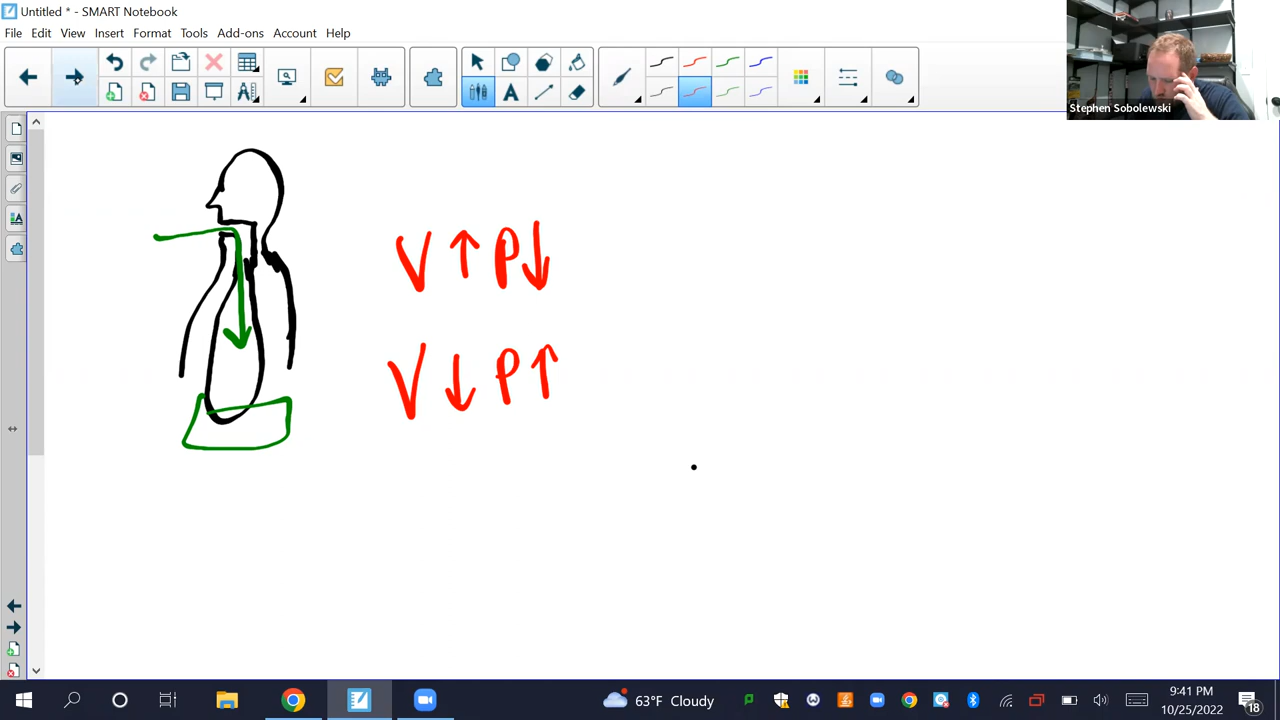 Untitled * - SMART Notebook
File Edit View Insert Format Tools Add-ons Account Help
Stephen Sobolewski
V ↑ P ↓
V ↓ P ↑
63°F Cloudy
9:41 PM
10/25/2022
18